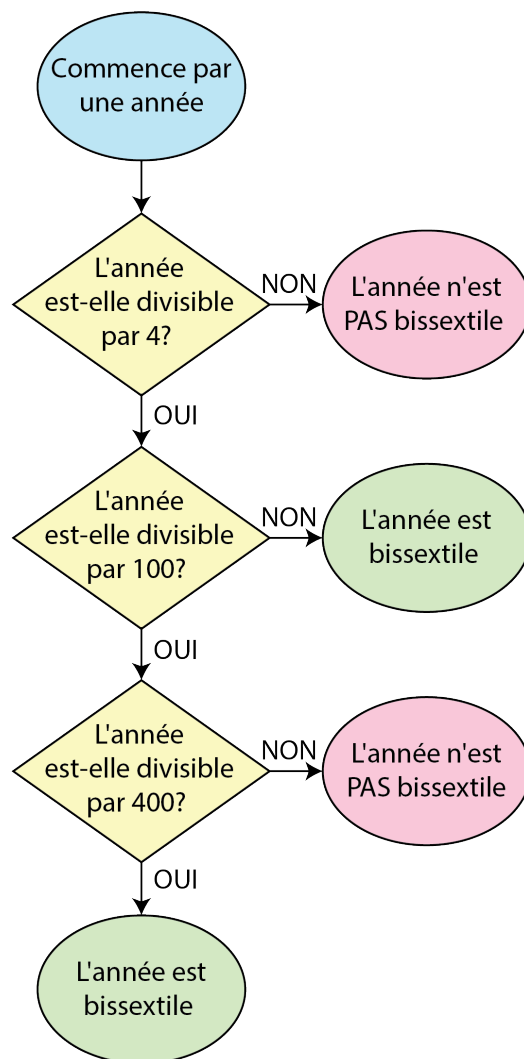 Commence par
une année
L'année
est-elle divisible
par 4?
NON
L'année n'est
PAS bissextile
OUI
L'année
est-elle divisible
par 100?
NON
L'année est
bissextile
OUI
L'année
est-elle divisible
par 400?
NON
L'année n'est
PAS bissextile
OUI
L'année est
bissextile